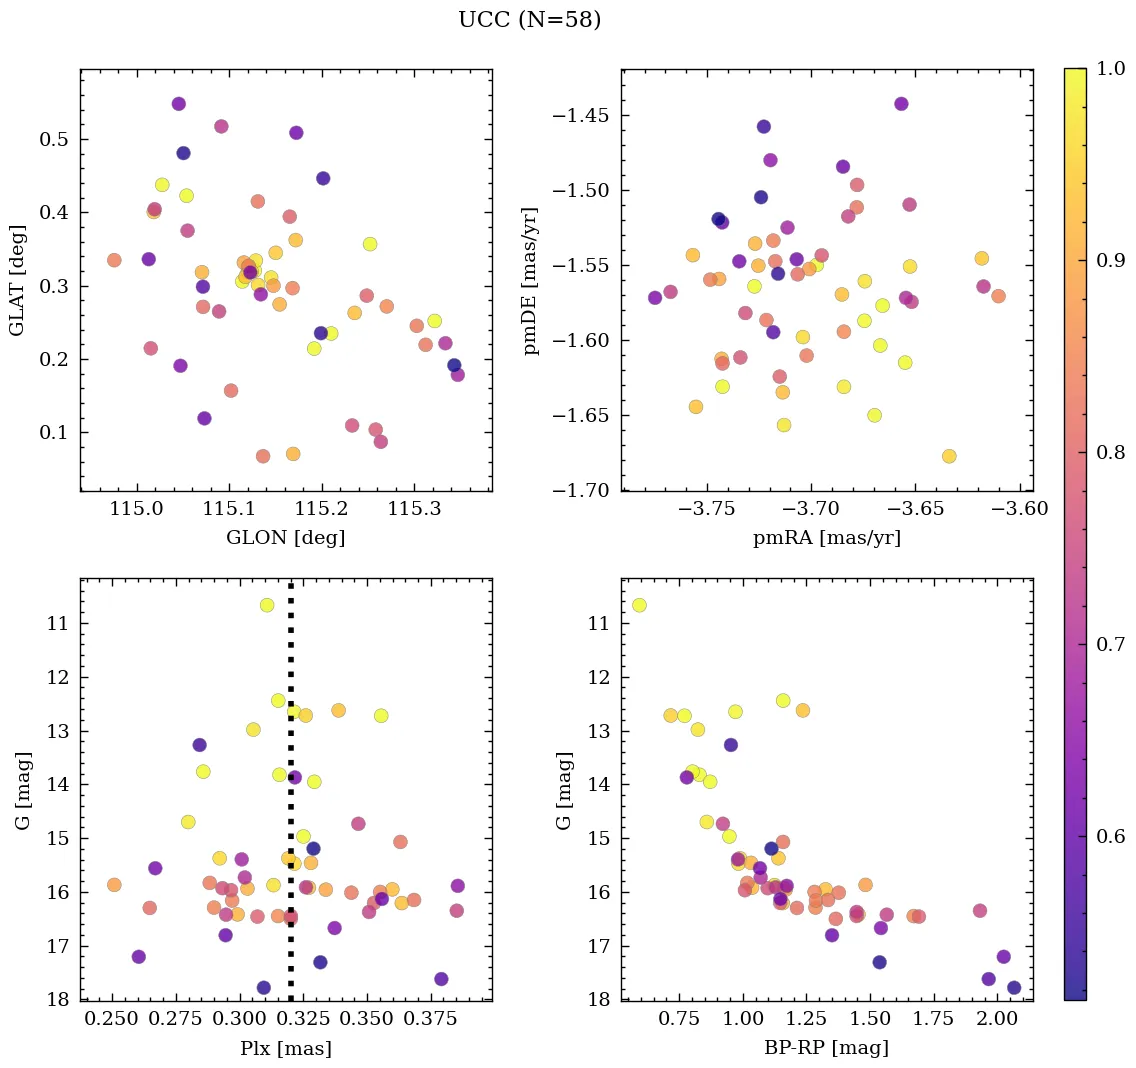 UCC (N=58)
0.5
0.4
0.3
0.2
0.1
GLAT [deg]
115.0 115.1 115.2 115.3
GLON [deg]
−1.45
−1.50
−1.55
−1.60
−1.65
−1.70
pmDE [mas/yr]
−3.75 −3.70 −3.65 −3.60
pmRA [mas/yr]
1.0
0.9
0.8
0.7
0.6
11
12
13
14
15
16
17
18
G [mag]
0.250 0.275 0.300 0.325 0.350 0.375
Plx [mas]
11
12
13
14
15
16
17
18
G [mag]
0.75 1.00 1.25 1.50 1.75 2.00
BP-RP [mag]